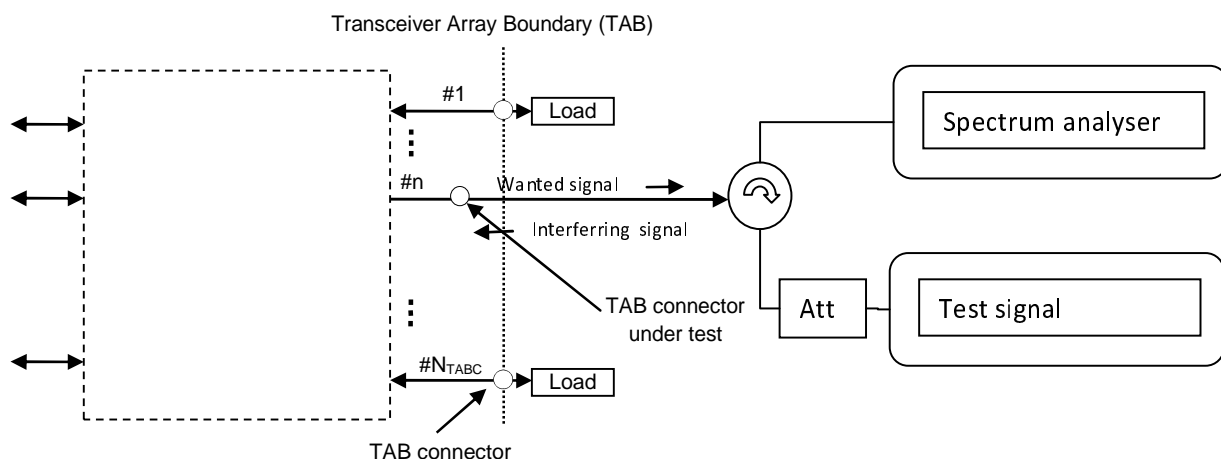 Transceiver Array Boundary (TAB)
#1
Load
Spectrum analyser
#n
Wanted signal
Interferring signal
TAB connector
under test
Att
Test signal
#NTABC
Load
TAB connector